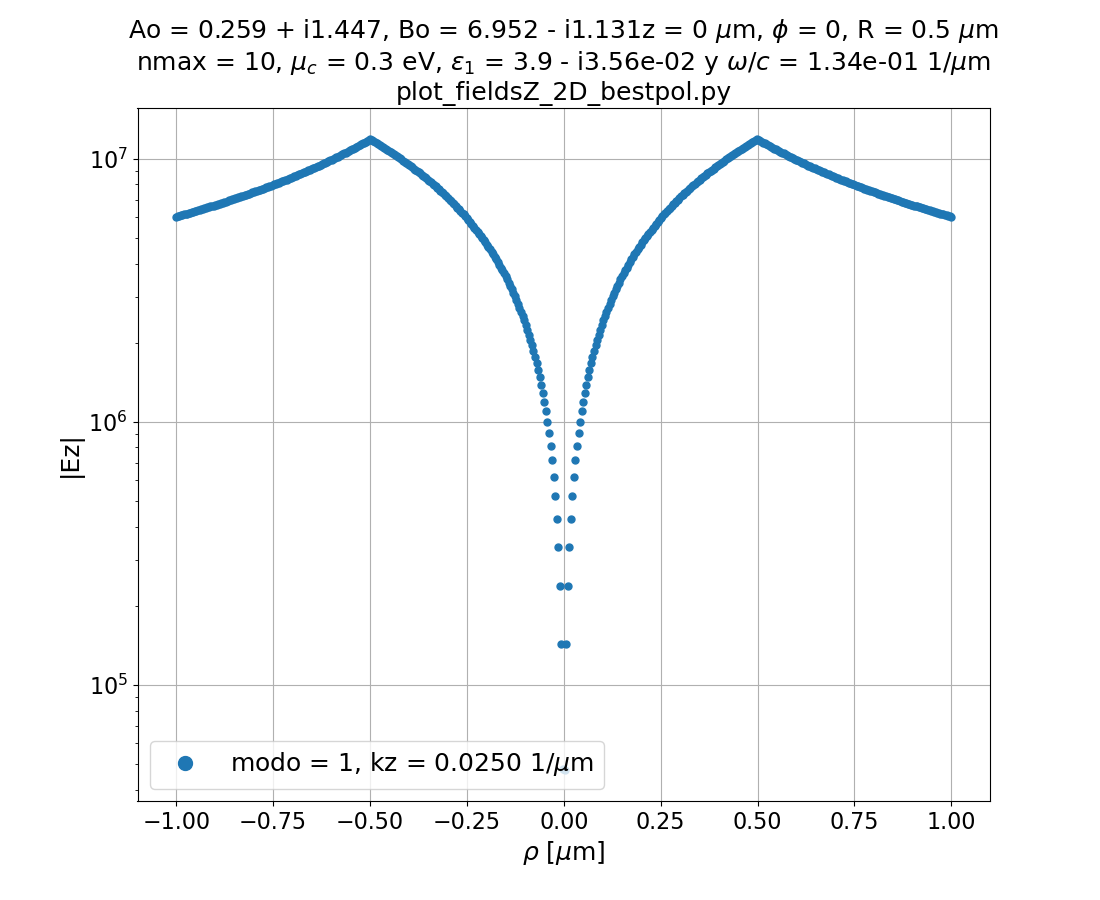 Ao = 0.259 + i1.447, Bo = 6.952 - i1.131z = 0 μm, ϕ = 0, R = 0.5 μm
nmax = 10, μ_c = 0.3 eV, ε₁ = 3.9 - i3.56e-02 y ω/c = 1.34e-01 1/μm
plot_fieldsZ_2D_bestpol.py
10⁷
10⁶
10⁵
|Ez|
modo = 1, kz = 0.0250 1/μm
−1.00 −0.75 −0.50 −0.25 0.00 0.25 0.50 0.75 1.00
ρ [μm]